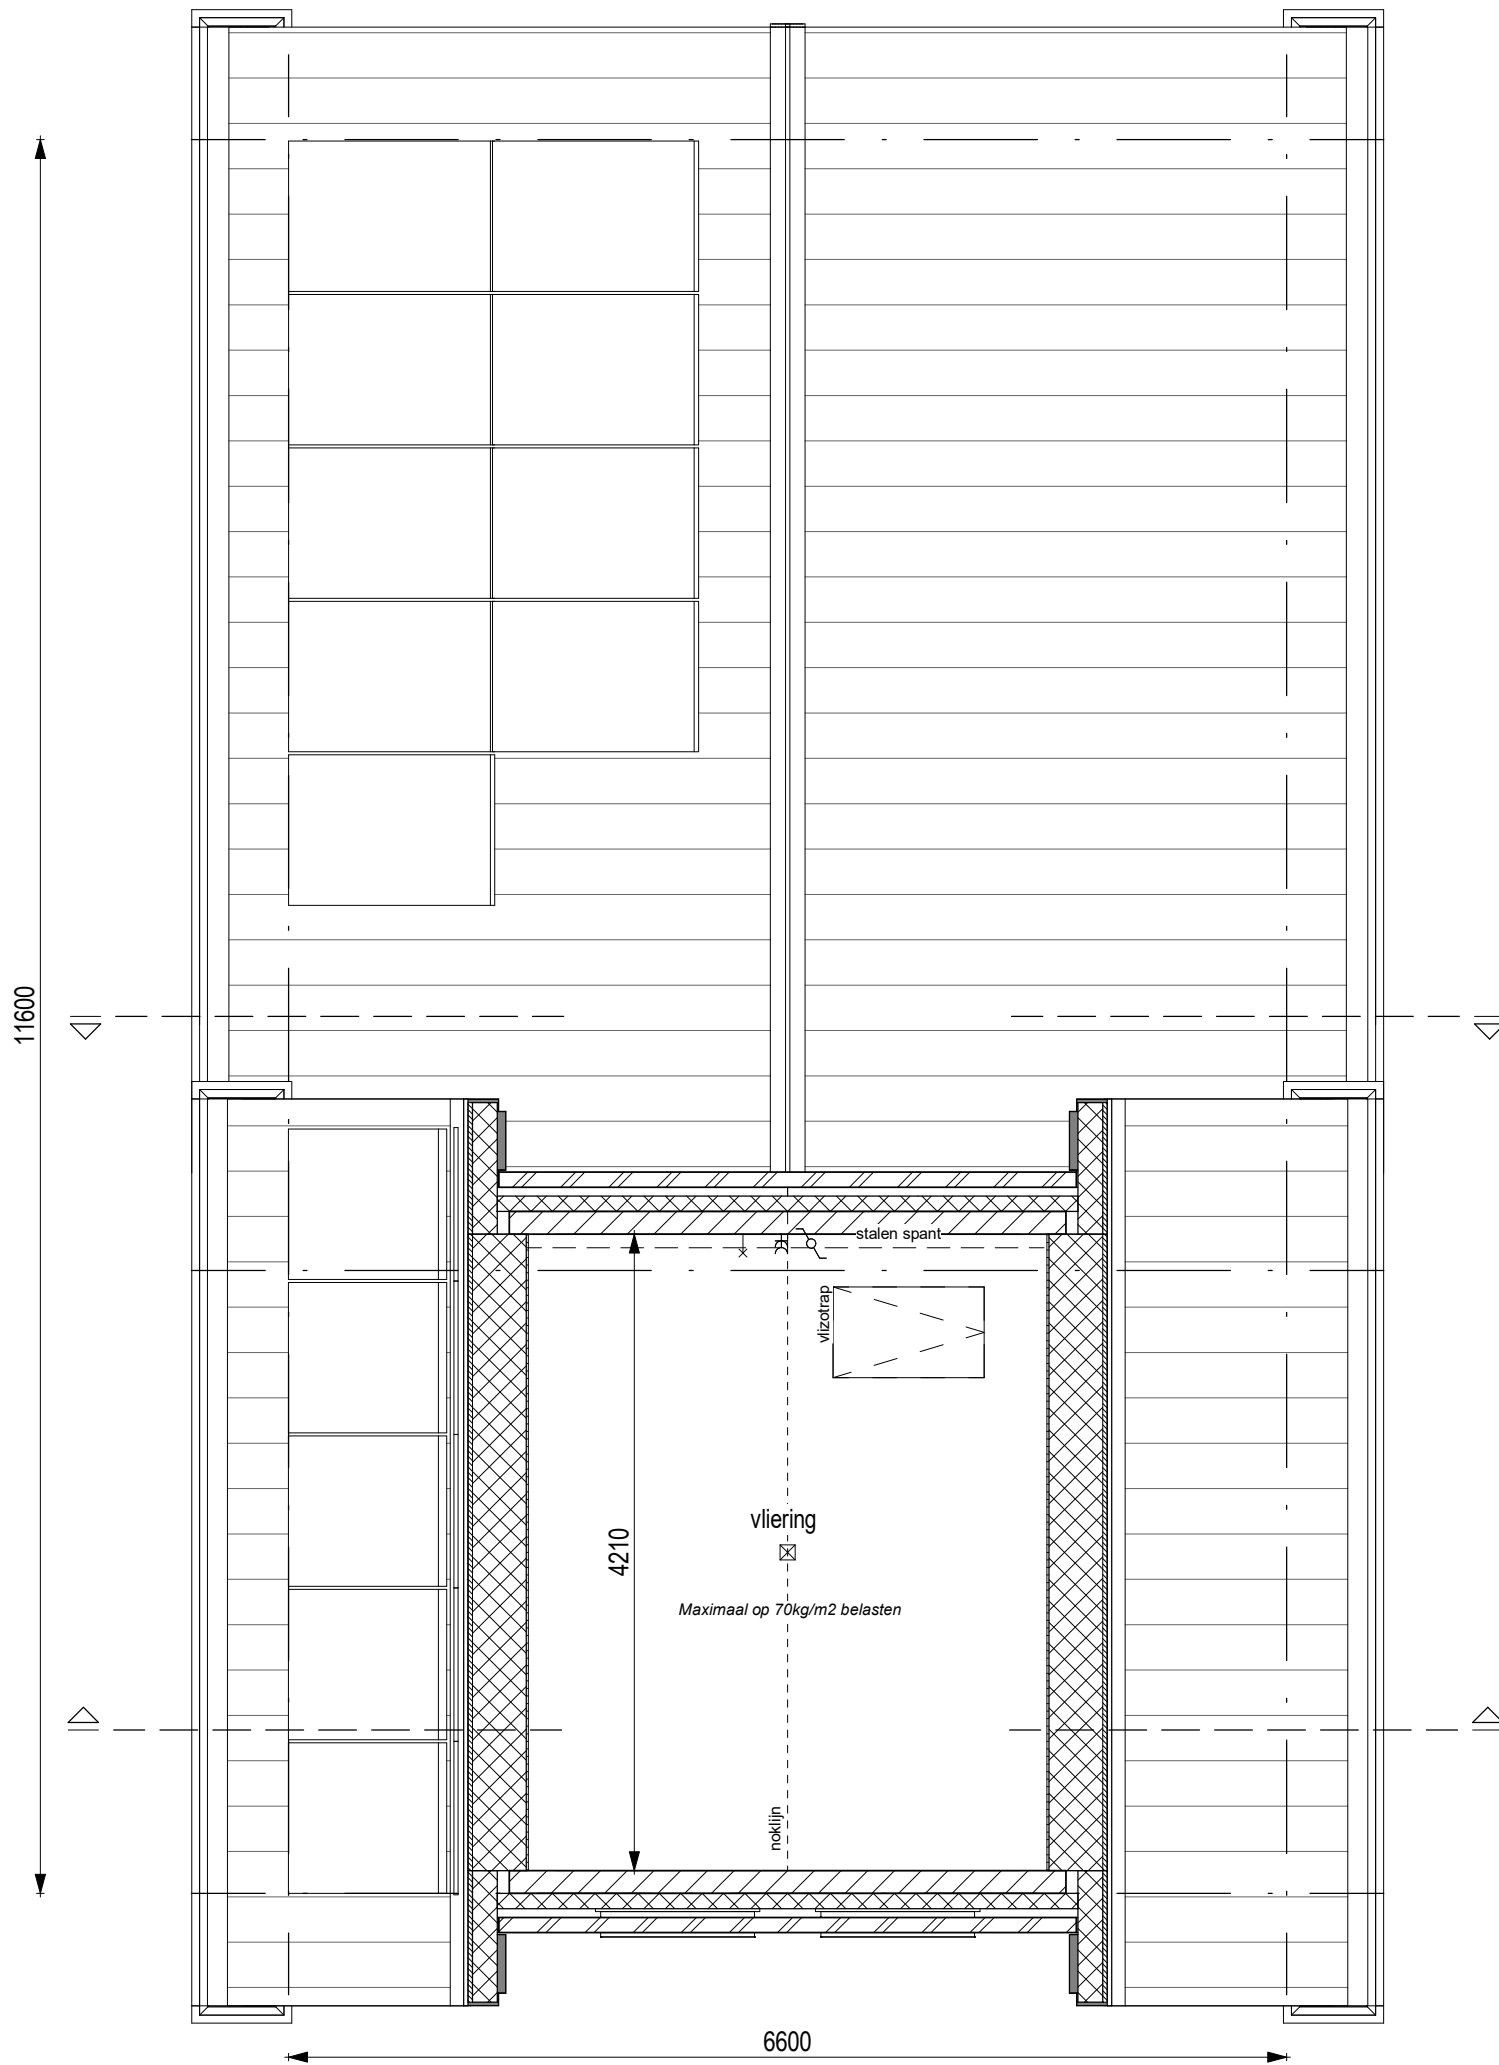 11600
stalen spant
vlizotrap
vliering
4210
Maximaal op 70kg/m2 belasten
noklijn
6600